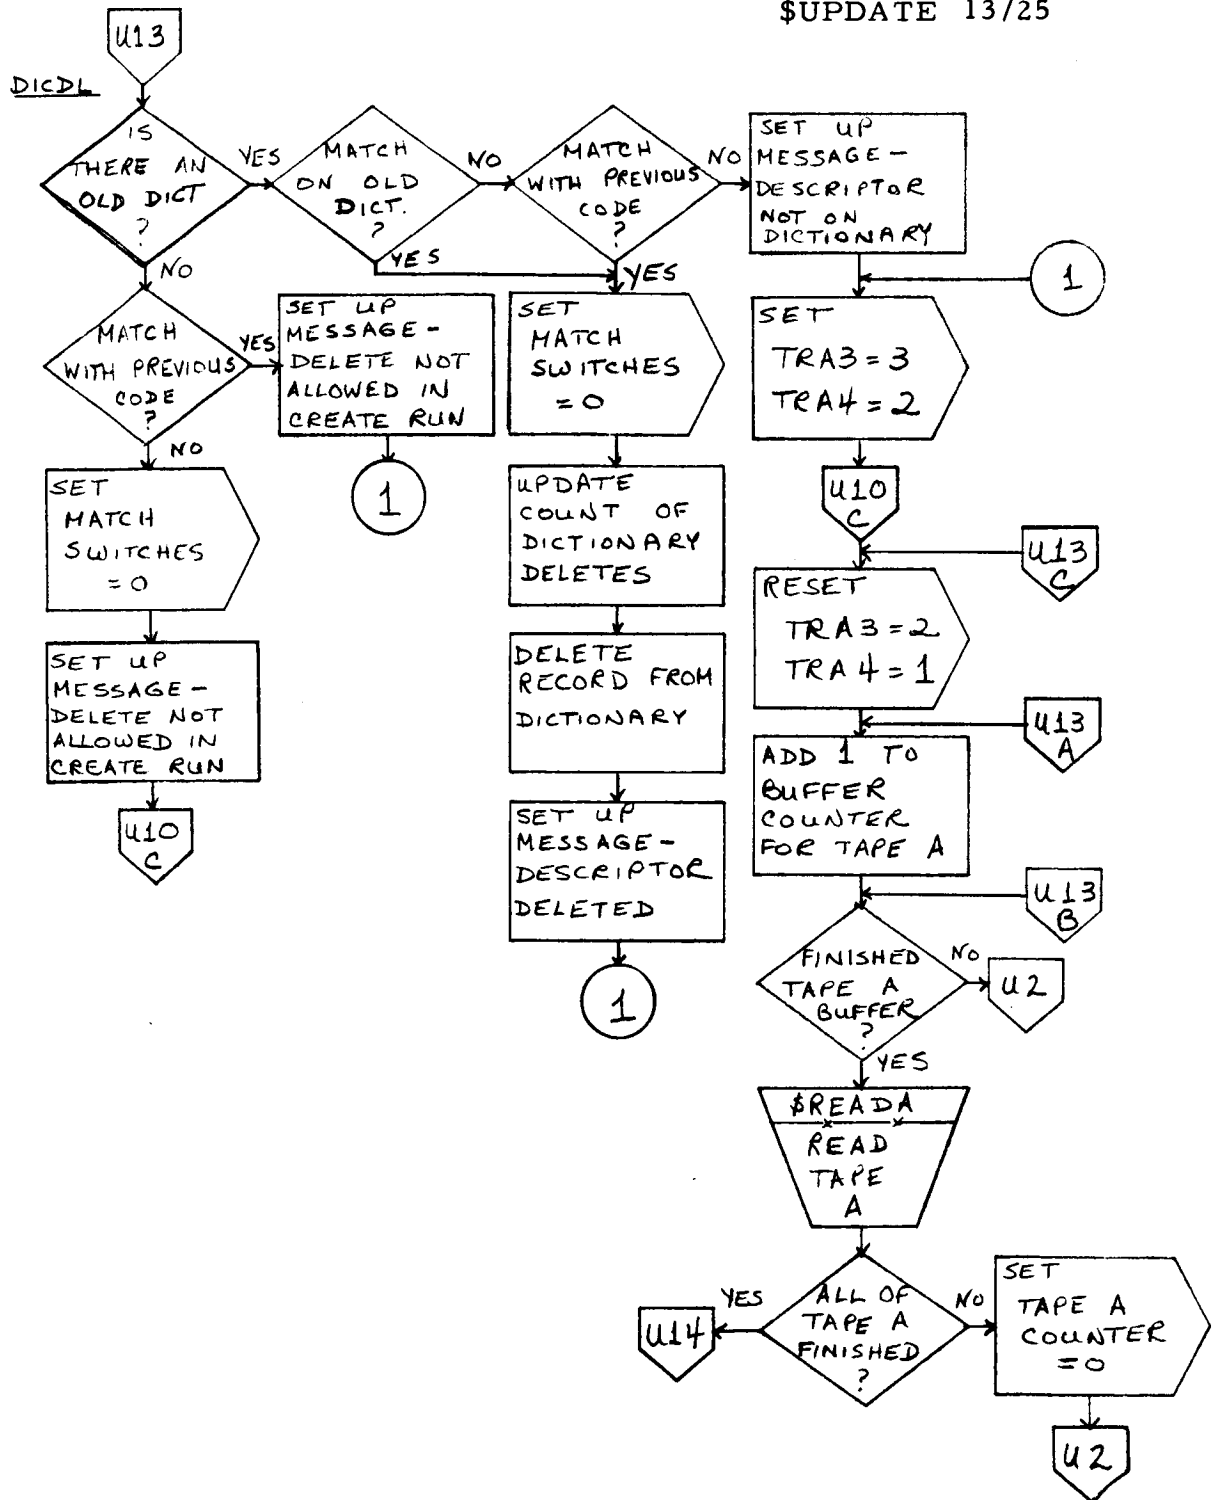 $UPDATE 13/25
U13
DICDL
IS
THERE AN
OLD DICT
?
YES
NO
MATCH
ON OLD
DICT.
?
NO
YES
MATCH
WITH PREVIOUS
CODE
?
NO
YES
SET UP
MESSAGE-
DESCRIPTOR
NOT ON
DICTIONARY
1
MATCH
WITH PREVIOUS
CODE
?
YES
NO
SET UP
MESSAGE-
DELETE NOT
ALLOWED IN
CREATE RUN
1
SET
MATCH
SWITCHES
= 0
SET UP
MESSAGE-
DELETE NOT
ALLOWED IN
CREATE RUN
U10
C
SET
MATCH
SWITCHES
= 0
UPDATE
COUNT OF
DICTIONARY
DELETES
DELETE
RECORD FROM
DICTIONARY
SET UP
MESSAGE-
DESCRIPTOR
DELETED
1
SET
TRA3 = 3
TRA4 = 2
U10
C
U13
C
RESET
TRA3 = 2
TRA4 = 1
U13
A
ADD 1 TO
BUFFER
COUNTER
FOR TAPE A
U13
B
FINISHED
TAPE A
BUFFER
?
NO
U2
YES
$READA
READ
TAPE
A
ALL OF
TAPE A
FINISHED
?
YES
U14
NO
SET
TAPE A
COUNTER
= 0
U2